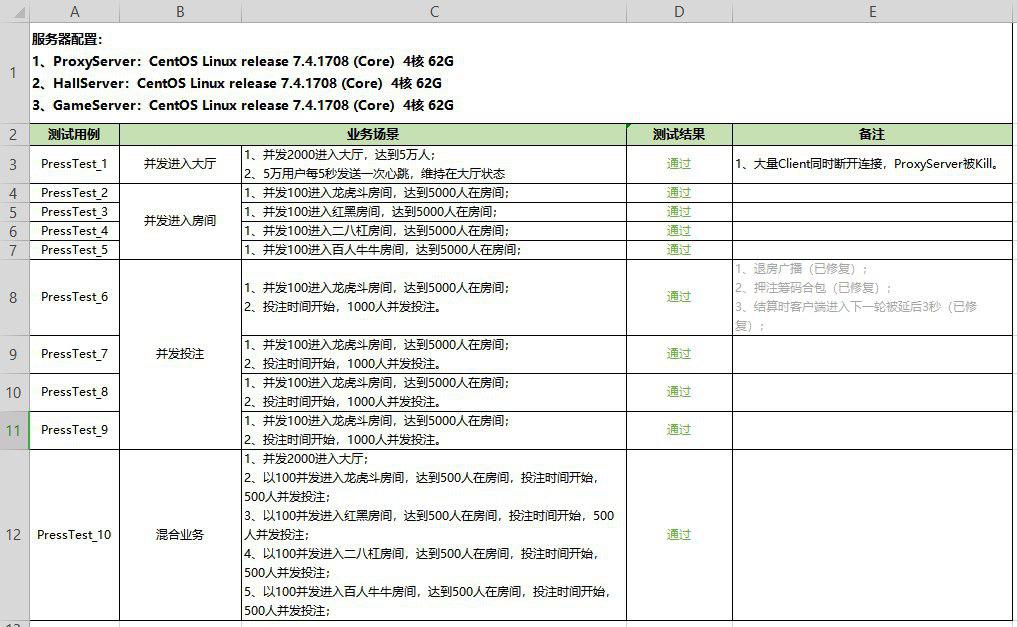 A B C D E
1
服务器配置：
1、ProxyServer：CentOS Linux release 7.4.1708 (Core)  4核 62G
2、HallServer：CentOS Linux release 7.4.1708 (Core)  4核 62G
3、GameServer：CentOS Linux release 7.4.1708 (Core)  4核 62G
2 测试用例 业务场景 测试结果 备注
3 PressTest_1 并发进入大厅
1、并发2000进入大厅，达到5万人；
2、5万用户每5秒发送一次心跳，维持在大厅状态
通过
1、大量Client同时断开连接，ProxyServer被Kill。
4 PressTest_2 并发进入房间 1、并发100进入龙虎斗房间，达到5000人在房间； 通过
5 PressTest_3 1、并发100进入红黑房间，达到5000人在房间； 通过
6 PressTest_4 1、并发100进入二八杠房间，达到5000人在房间； 通过
7 PressTest_5 1、并发100进入百人牛牛房间，达到5000人在房间； 通过
8 PressTest_6 并发投注
1、并发100进入龙虎斗房间，达到5000人在房间；
2、投注时间开始，1000人并发投注。
通过
1、退房广播（已修复）；
2、押注筹码合包（已修复）；
3、结算时客户端进入下一轮被延后3秒（已修
复）；
9 PressTest_7
1、并发100进入龙虎斗房间，达到5000人在房间；
2、投注时间开始，1000人并发投注。
通过
10 PressTest_8
1、并发100进入龙虎斗房间，达到5000人在房间；
2、投注时间开始，1000人并发投注。
通过
11 PressTest_9
1、并发100进入龙虎斗房间，达到5000人在房间；
2、投注时间开始，1000人并发投注。
通过
12 PressTest_10 混合业务
1、并发2000进入大厅；
2、以100并发进入龙虎斗房间，达到500人在房间，投注时间开始，
500人并发投注；
3、以100并发进入红黑房间，达到500人在房间，投注时间开始，500
人并发投注；
4、以100并发进入二八杠房间，达到500人在房间，投注时间开始，
500人并发投注；
5、以100并发进入百人牛牛房间，达到500人在房间，投注时间开始，
500人并发投注；
通过